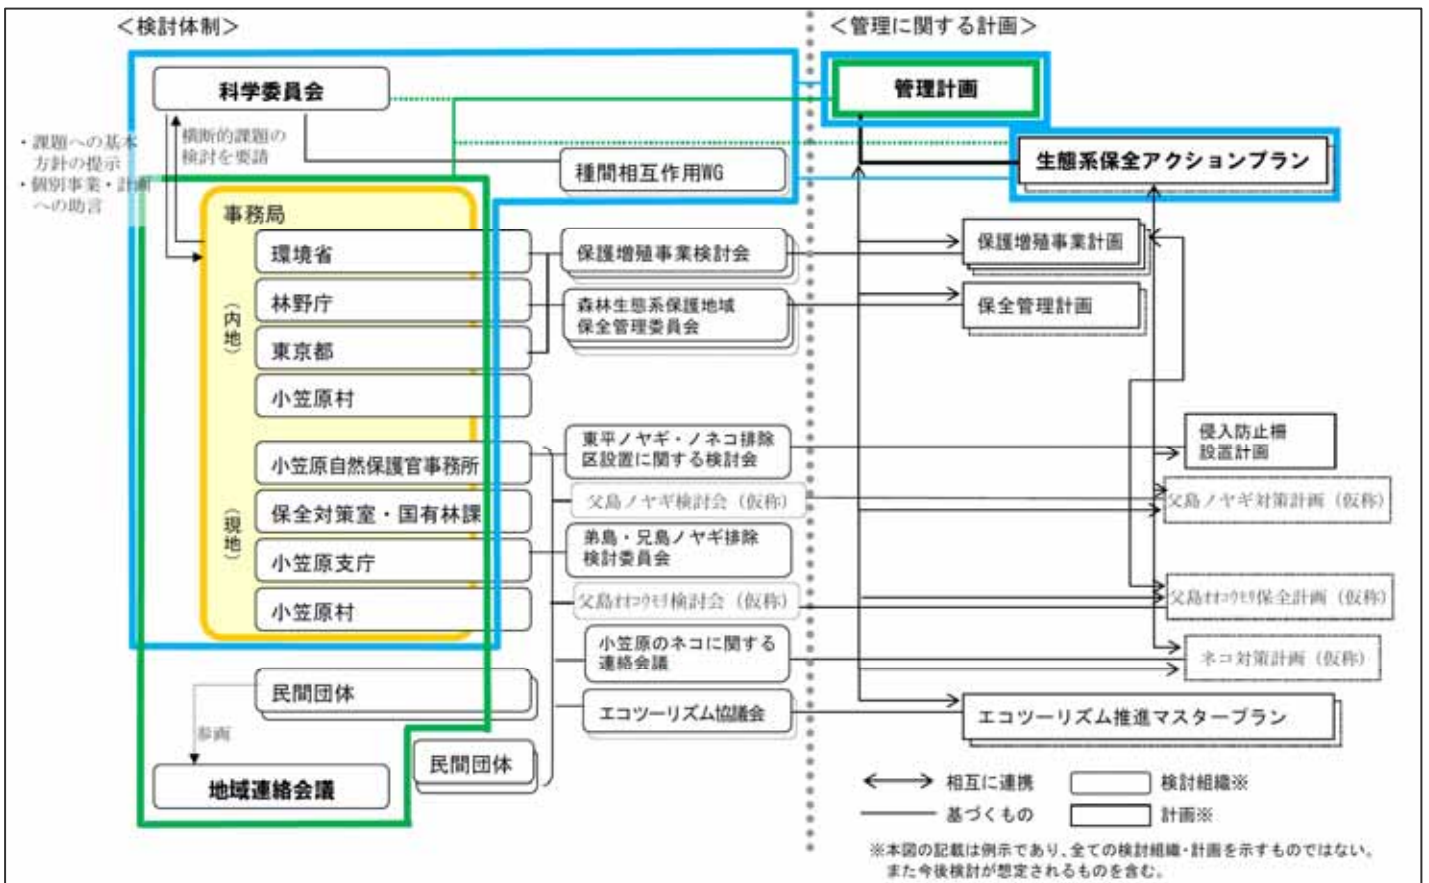 ＜検討体制＞
＜管理に関する計画＞
科学委員会
管理計画
・課題への基本
方針の提示
・個別事業・計画
への助言
横断的課題の
検討を要請
種間相互作用WG
生態系保全アクションプラン
事務局
（内地）
環境省
林野庁
東京都
小笠原村
（現地）
小笠原自然保護官事務所
保全対策室・国有林課
小笠原支庁
小笠原村
保護増殖事業検討会
森林生態系保護地域
保全管理委員会
東平ノヤギ・ノネコ排除
区設置に関する検討会
父島ノヤギ検討会（仮称）
弟島・兄島ノヤギ排除
検討委員会
父島ｵｵｺｳﾓﾘ検討会（仮称）
小笠原のネコに関する
連絡会議
エコツーリズム協議会
保護増殖事業計画
保全管理計画
侵入防止柵
設置計画
父島ノヤギ対策計画（仮称）
父島ｵｵｺｳﾓﾘ保全計画（仮称）
ネコ対策計画（仮称）
エコツーリズム推進マスタープラン
民間団体
参画
民間団体
地域連絡会議
相互に連携
検討組織※
基づくもの
計画※
※本図の記載は例示であり、全ての検討組織・計画を示すものではない。
また今後検討が想定されるものを含む。